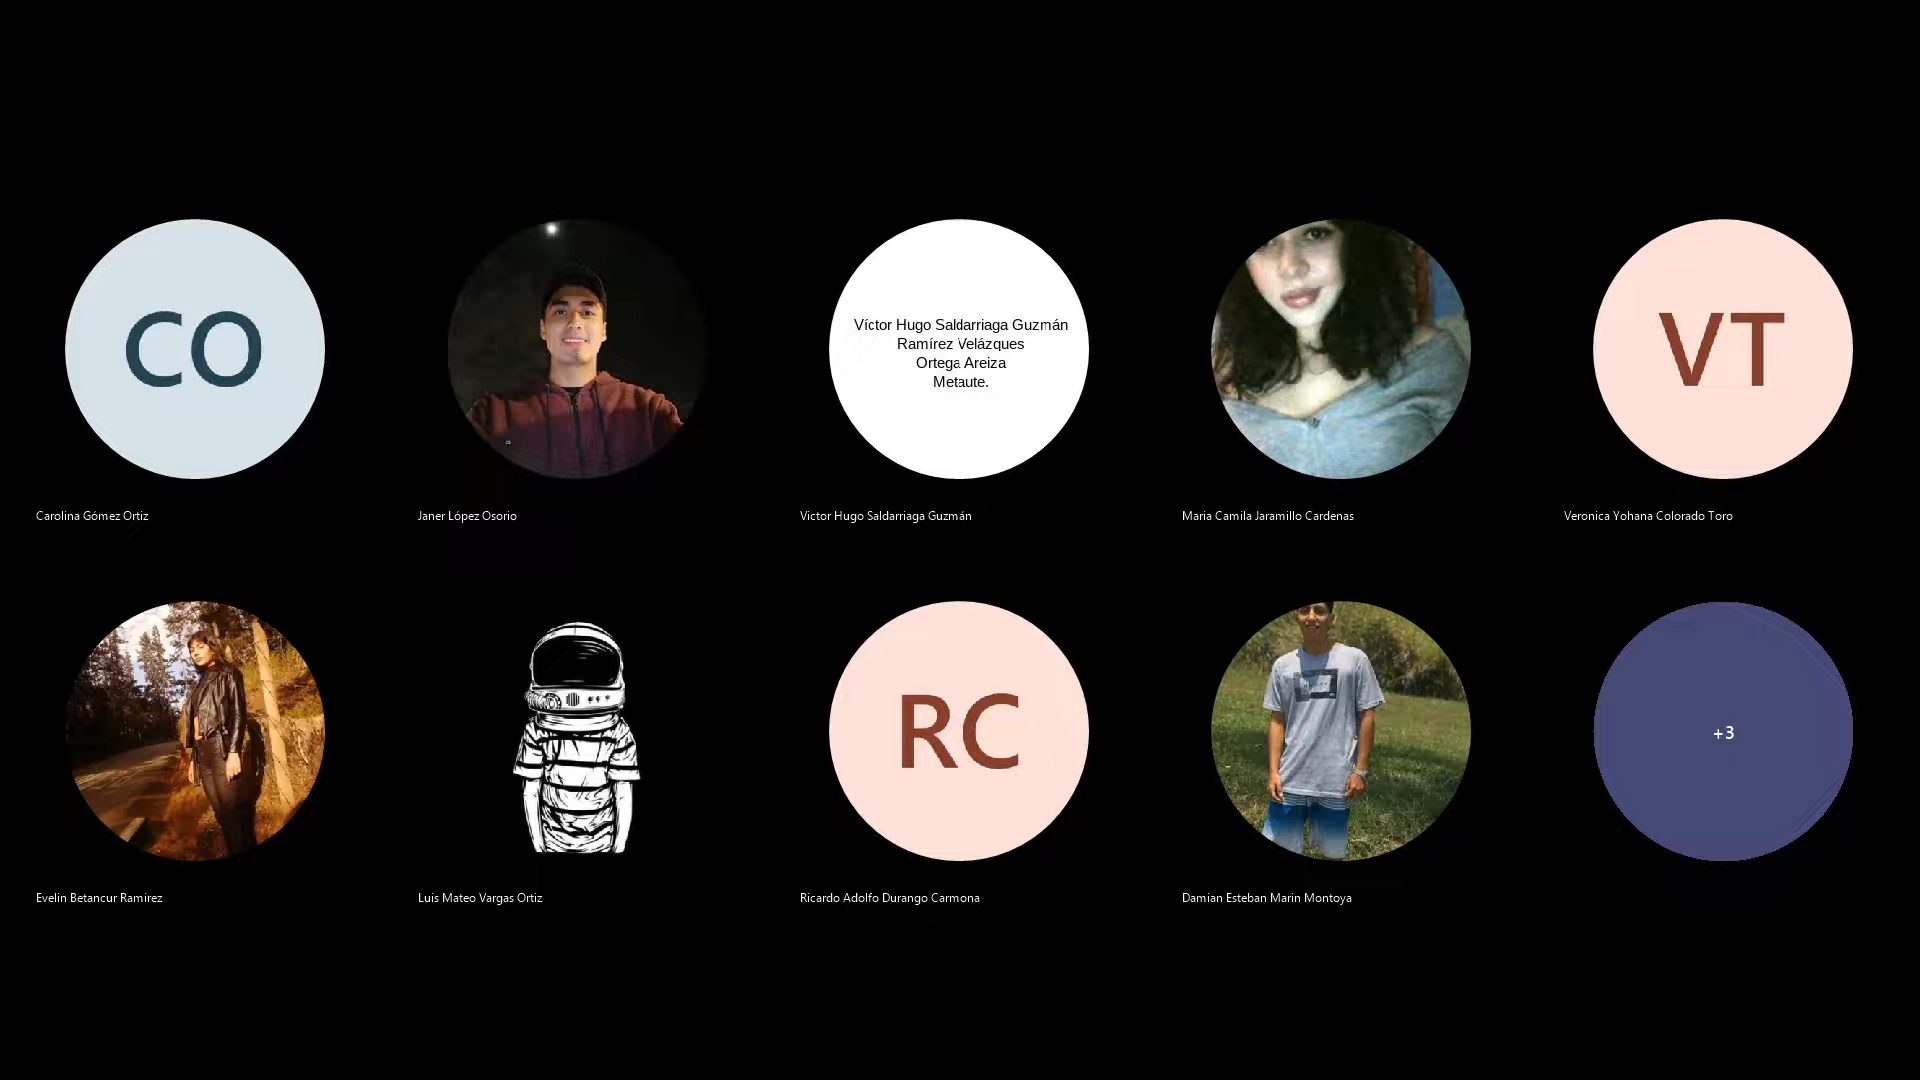 CO
Víctor Hugo Saldarriaga Guzmán
Ramírez Velázques
Ortega Areiza
Metaute.
VT
Carolina Gómez Ortiz
Janer López Osorio
Victor Hugo Saldarriaga Guzmán
Maria Camila Jaramillo Cardenas
Veronica Yohana Colorado Toro
RC
+3
Evelin Betancur Ramirez
Luis Mateo Vargas Ortiz
Ricardo Adolfo Durango Carmona
Damian Esteban Marin Montoya